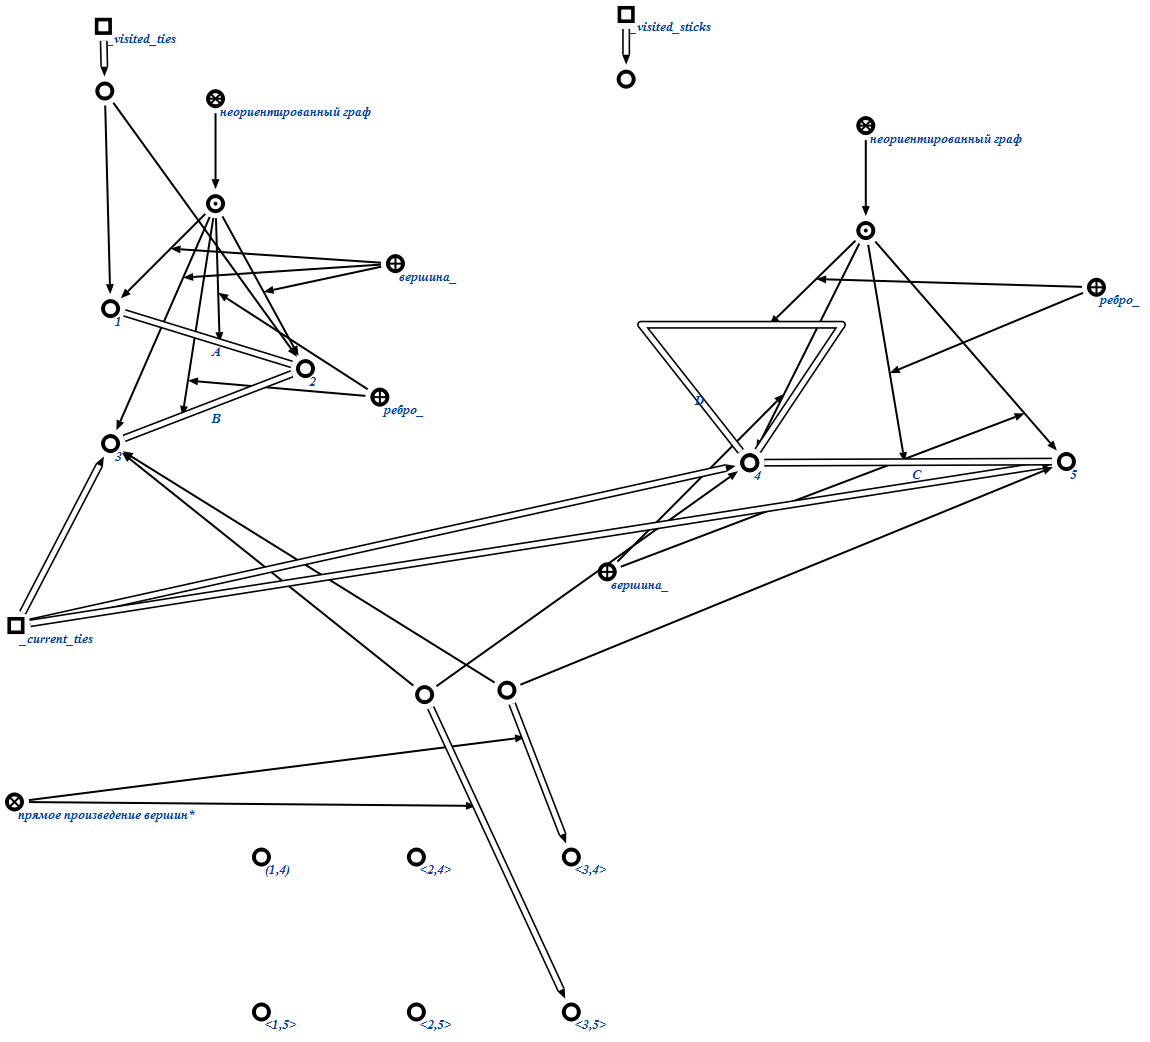 _visited_sticks
_visited_ties
неориентированный граф
неориентированный граф
вершина_
ребро_
1
A
2
D
ребро_
B
3
4
C
5
вершина_
_current_ties
прямое произведение вершин*
(1,4)
<2,4>
<3,4>
<1,5>
<2,5>
<3,5>